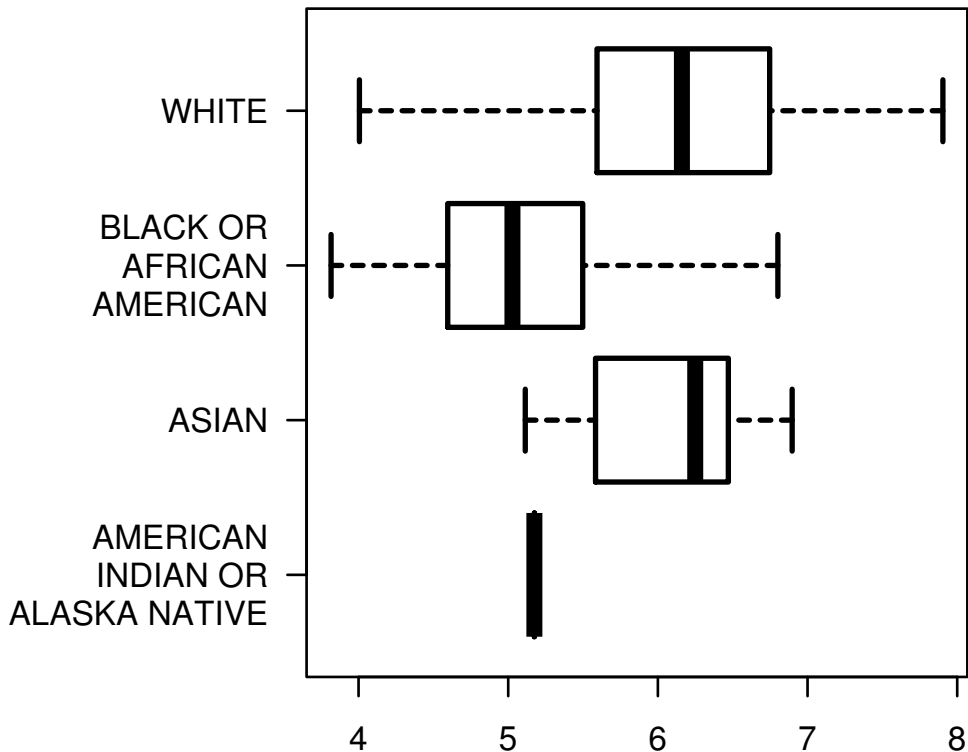 WHITE
BLACK OR
AFRICAN
AMERICAN
ASIAN
AMERICAN
INDIAN OR
ALASKA NATIVE
4 5 6 7 8